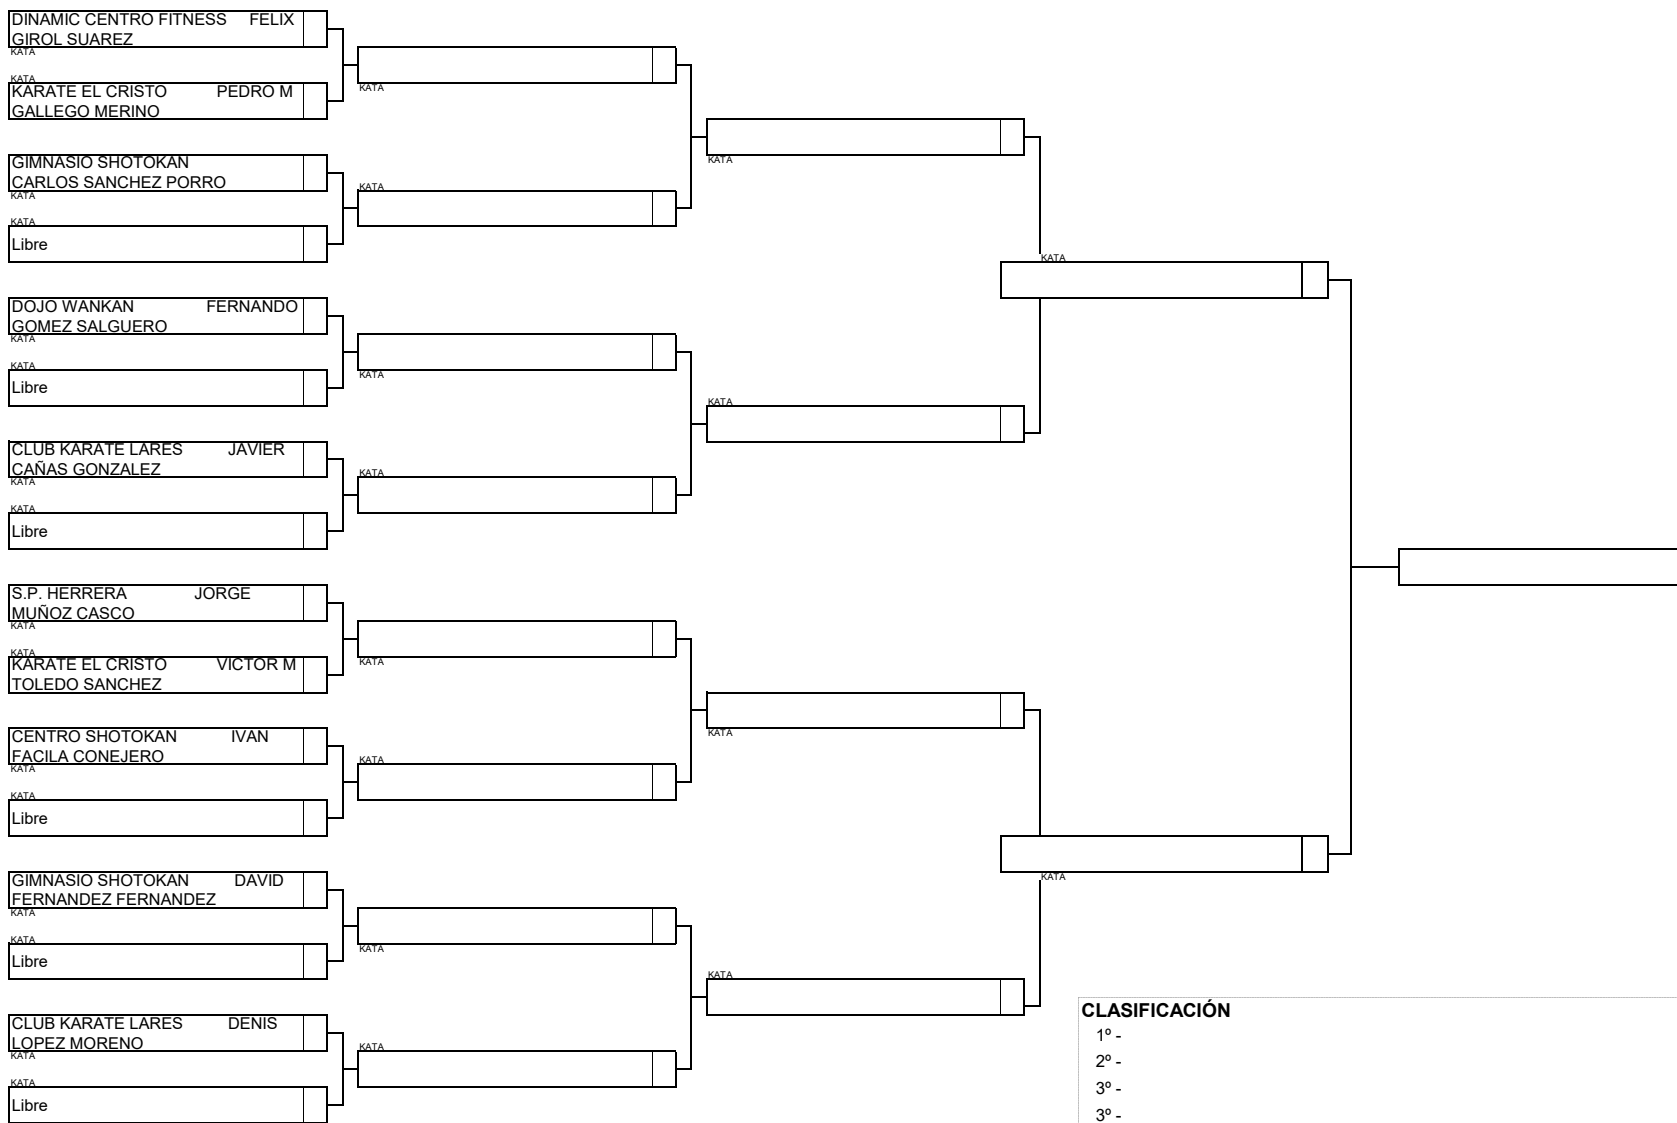 DINAMIC CENTRO FITNESS FELIX
GIROL SUAREZ
KATA
KATA
KARATE EL CRISTO PEDRO M
GALLEGO MERINO
GIMNASIO SHOTOKAN
CARLOS SANCHEZ PORRO
KATA
KATA
Libre
DOJO WANKAN FERNANDO
GOMEZ SALGUERO
KATA
KATA
Libre
CLUB KARATE LARES JAVIER
CAÑAS GONZALEZ
KATA
KATA
Libre
S.P. HERRERA JORGE
MUÑOZ CASCO
KATA
KATA
KARATE EL CRISTO VICTOR M
TOLEDO SANCHEZ
CENTRO SHOTOKAN IVAN
FACILA CONEJERO
KATA
KATA
Libre
GIMNASIO SHOTOKAN DAVID
FERNANDEZ FERNANDEZ
KATA
KATA
Libre
CLUB KARATE LARES DENIS
LOPEZ MORENO
KATA
KATA
Libre
KATA
KATA
KATA
KATA
KATA
KATA
KATA
KATA
KATA
KATA
KATA
KATA
KATA
KATA
CLASIFICACIÓN
1º -
2º -
3º -
3º -